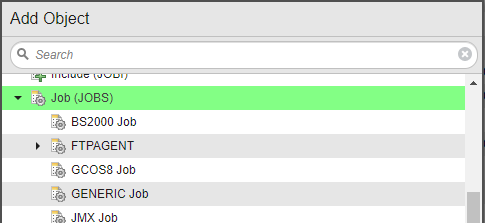 Add Object
Search
Include (JOBI)
Job (JOBS)
BS2000 Job
FTPAGENT
GCOS8 Job
GENERIC Job
JMX Job